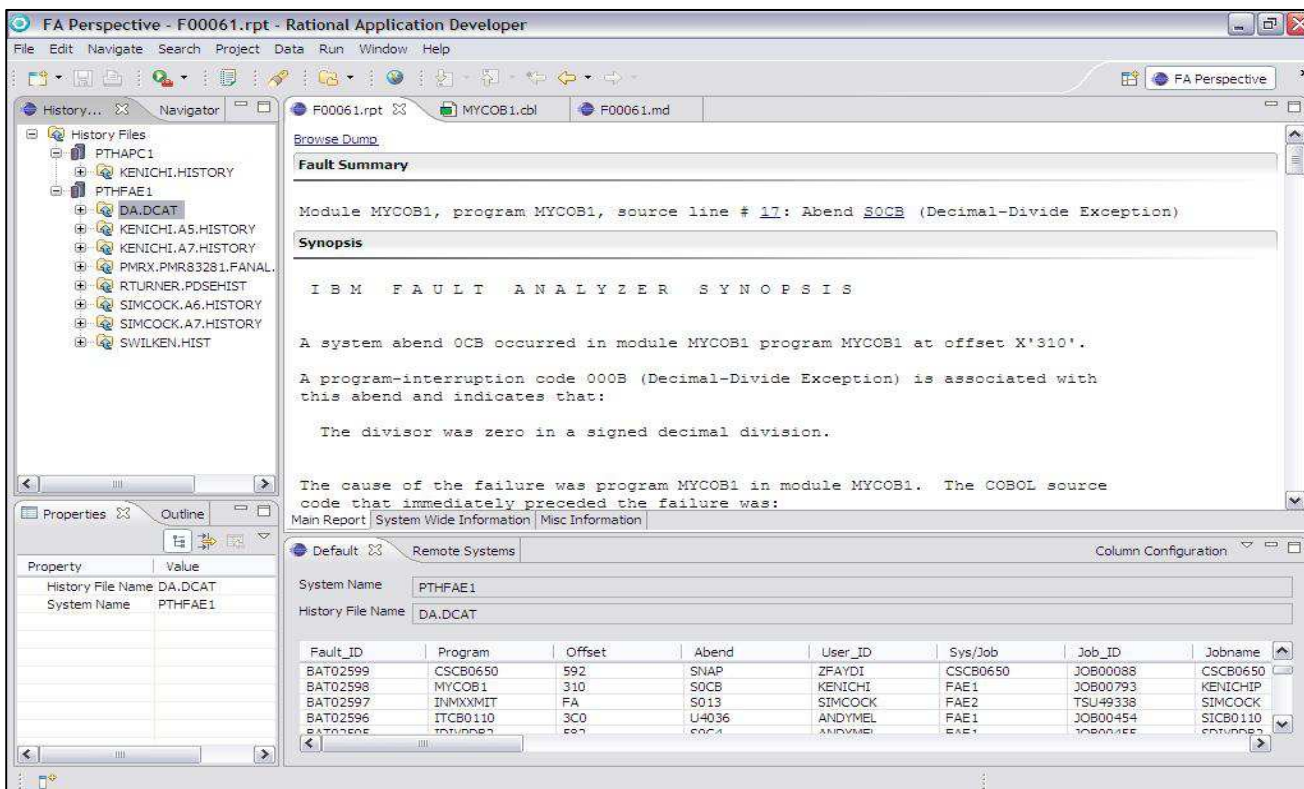 FA Perspective - F00061.rpt - Rational Application Developer
File Edit Navigate Search Project Data Run Window Help
FA Perspective
History... Navigator
History Files
PTHAPC1
KENICHI.HISTORY
PTHFAE1
DA.DCAT
KENICHI.A5.HISTORY
KENICHI.A7.HISTORY
PMRX.PMR83281.FANAL.
RTURNER.PDSEHIST
SIMCOCK.A6.HISTORY
SIMCOCK.A7.HISTORY
SWILKEN.HIST
F00061.rpt MYCOB1.cbl F00061.md
Browse Dump
Fault Summary
Module MYCOB1, program MYCOB1, source line # 17: Abend S0CB (Decimal-Divide Exception)
Synopsis
I B M F A U L T A N A L Y Z E R S Y N O P S I S
A system abend 0CB occurred in module MYCOB1 program MYCOB1 at offset X'310'.
A program-interruption code 000B (Decimal-Divide Exception) is associated with
this abend and indicates that:
The divisor was zero in a signed decimal division.
The cause of the failure was program MYCOB1 in module MYCOB1. The COBOL source
code that immediately preceded the failure was:
Main Report System Wide Information Misc Information
Properties Outline
Property Value
History File Name DA.DCAT
System Name PTHFAE1
Default Remote Systems Column Configuration
System Name PTHFAE1
History File Name DA.DCAT
Fault_ID Program Offset Abend User_ID Sys/Job Job_ID Jobname
BAT02599 CSCB0650 592 SNAP ZFAYDI CSCB0650 JOB00088 CSCB0650
BAT02598 MYCOB1 310 S0CB KENICHI FAE1 JOB00793 KENICHIP
BAT02597 INMXXMIT FA S013 SIMCOCK FAE2 TSU49338 SIMCOCK
BAT02596 ITCB0110 3C0 U4036 ANDYMEL FAE1 JOB00454 SICB0110